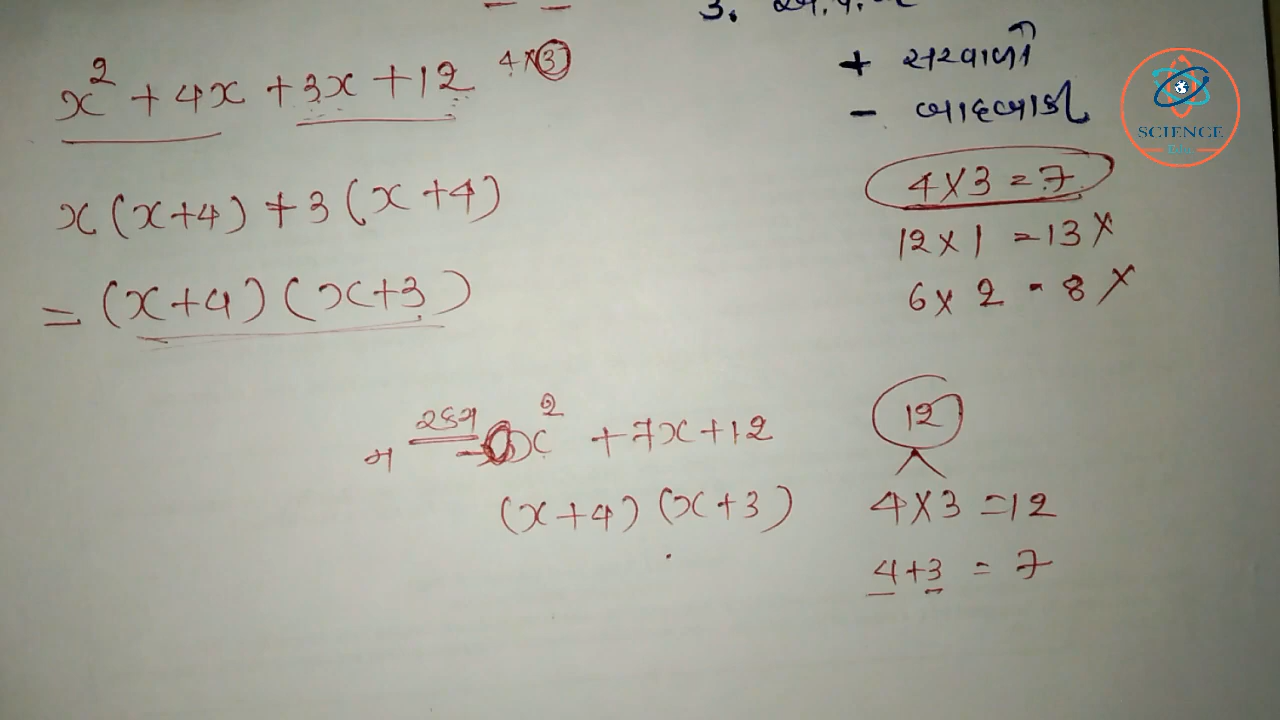 x² + 4x + 3x + 12 4×3
x(x+4) + 3(x+4)
= (x+4)(x+3)
3.
+ સરવાળો
- બાદબાકી
4×3 = 7
12×1 = 13 ×
6×2 = 8 ×
SCIENCE
Edu
x² + 7x + 12
(x+4)(x+3)
12
4×3 = 12
4+3 = 7